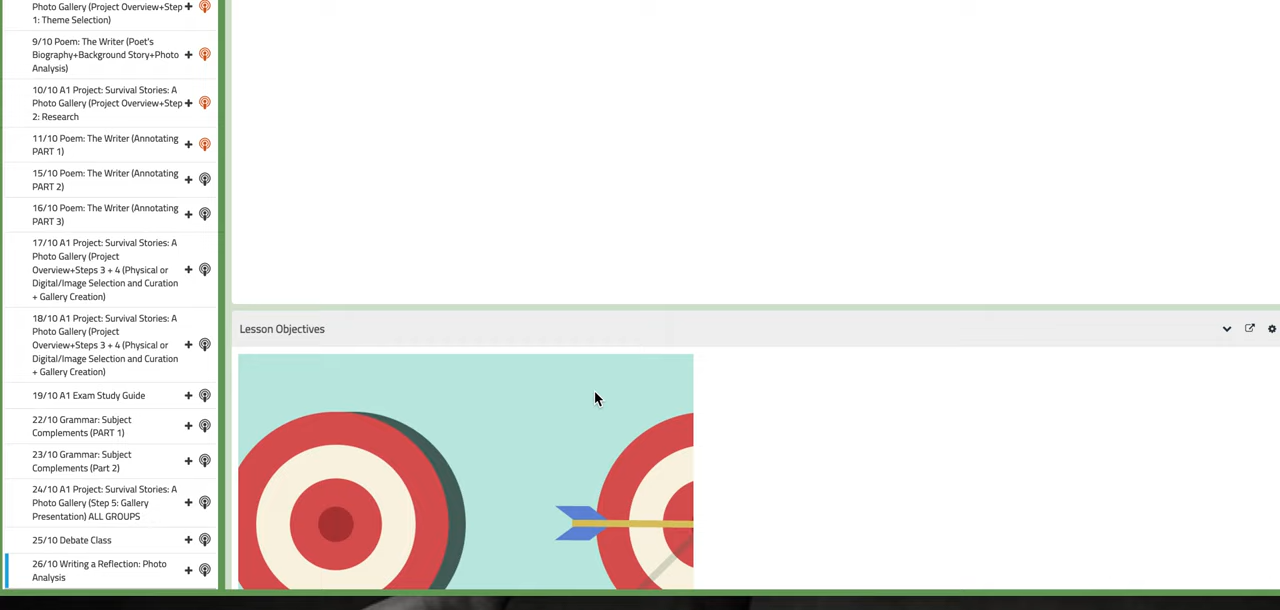 Photo Gallery (Project Overview+Step
1: Theme Selection)
9/10 Poem: The Writer (Poet's
Biography+Background Story+Photo
Analysis)
10/10 A1 Project: Survival Stories: A
Photo Gallery (Project Overview+Step
2: Research
11/10 Poem: The Writer (Annotating
PART 1)
15/10 Poem: The Writer (Annotating
PART 2)
16/10 Poem: The Writer (Annotating
PART 3)
17/10 A1 Project: Survival Stories: A
Photo Gallery (Project
Overview+Steps 3 + 4 (Physical or
Digital/Image Selection and Curation
+ Gallery Creation)
18/10 A1 Project: Survival Stories: A
Photo Gallery (Project
Overview+Steps 3 + 4 (Physical or
Digital/Image Selection and Curation
+ Gallery Creation)
19/10 A1 Exam Study Guide
22/10 Grammar: Subject
Complements (PART 1)
23/10 Grammar: Subject
Complements (Part 2)
24/10 A1 Project: Survival Stories: A
Photo Gallery (Step 5: Gallery
Presentation) ALL GROUPS
25/10 Debate Class
26/10 Writing a Reflection: Photo
Analysis
Lesson Objectives